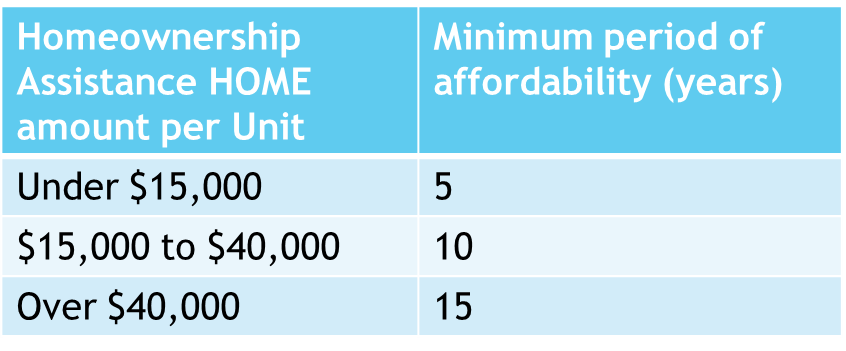 Homeownership
Assistance HOME
amount per Unit
Minimum period of
affordability (years)
Under $15,000
5
$15,000 to $40,000
10
Over $40,000
15